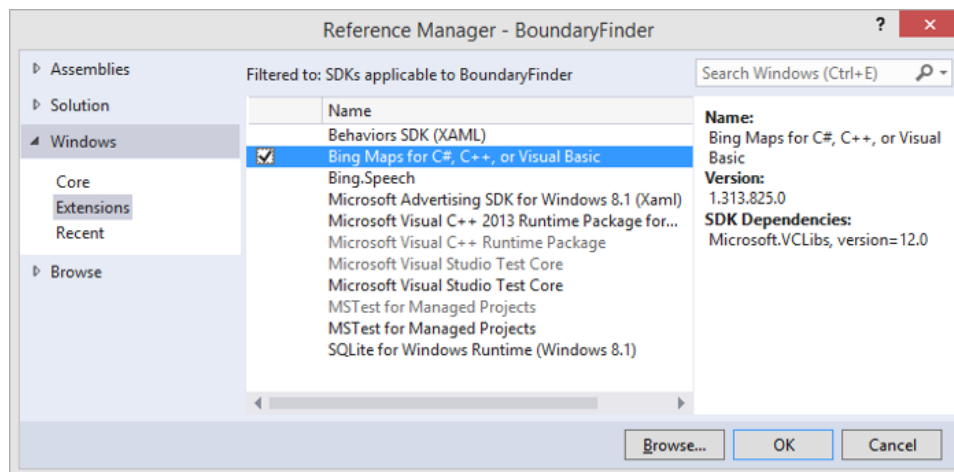 Reference Manager - BoundaryFinder
?
Assemblies
Solution
Windows
Core
Extensions
Recent
Browse
Filtered to: SDKs applicable to BoundaryFinder
Name
Behaviors SDK (XAML)
Bing Maps for C#, C++, or Visual Basic
Bing.Speech
Microsoft Advertising SDK for Windows 8.1 (Xaml)
Microsoft Visual C++ 2013 Runtime Package for...
Microsoft Visual C++ Runtime Package
Microsoft Visual Studio Test Core
Microsoft Visual Studio Test Core
MSTest for Managed Projects
MSTest for Managed Projects
SQLite for Windows Runtime (Windows 8.1)
Search Windows (Ctrl+E)
Name:
Bing Maps for C#, C++, or Visual
Basic
Version:
1.313.825.0
SDK Dependencies:
Microsoft.VCLibs, version=12.0
Browse...
OK
Cancel